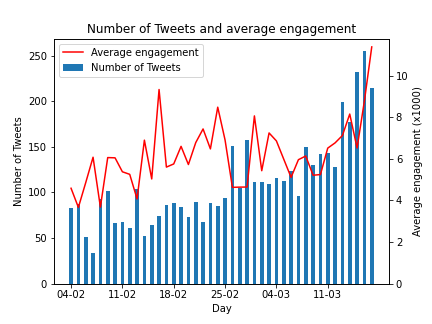 Number of Tweets and average engagement
Average engagement
Number of Tweets
250
200
150
100
50
0
Number of Tweets
10
8
6
4
2
0
Average engagement (x1000)
04-02 11-02 18-02 25-02 04-03 11-03
Day